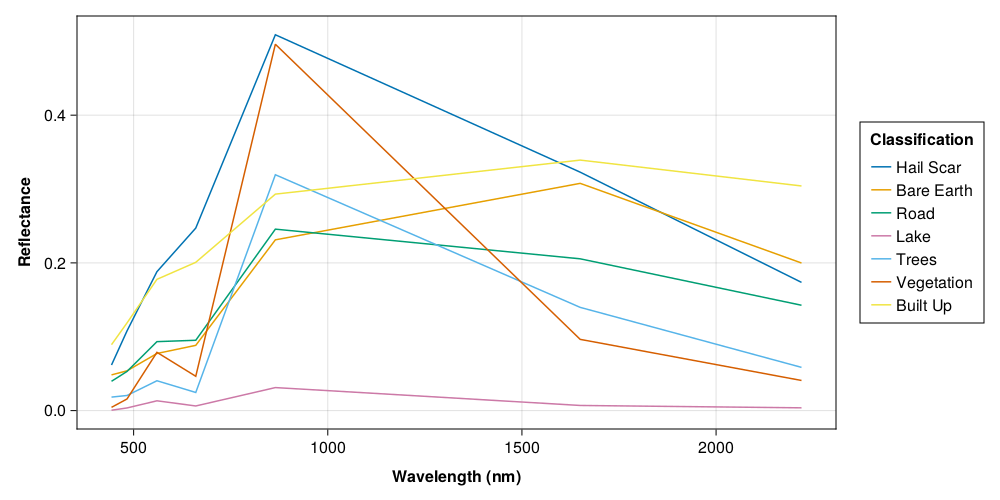 0.4
0.2
0.0
Reflectance
500
1000
1500
2000
Wavelength (nm)
Classification
Hail Scar
Bare Earth
Road
Lake
Trees
Vegetation
Built Up